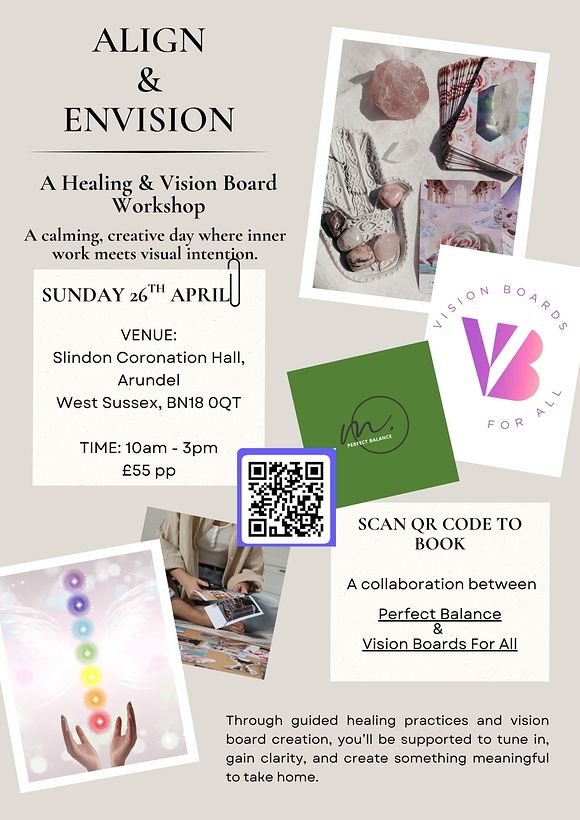 ALIGN
&
ENVISION
A Healing & Vision Board
Workshop
A calming, creative day where inner
work meets visual intention.
SUNDAY 26TH APRIL
VENUE:
Slindon Coronation Hall,
Arundel
West Sussex, BN18 0QT
TIME: 10am - 3pm
£55 pp
VISION BOARDS
VB
FOR ALL
m.
PERFECT BALANCE
SCAN QR CODE TO
BOOK
A collaboration between
Perfect Balance
&
Vision Boards For All
Through guided healing practices and vision
board creation, you'll be supported to tune in,
gain clarity, and create something meaningful
to take home.